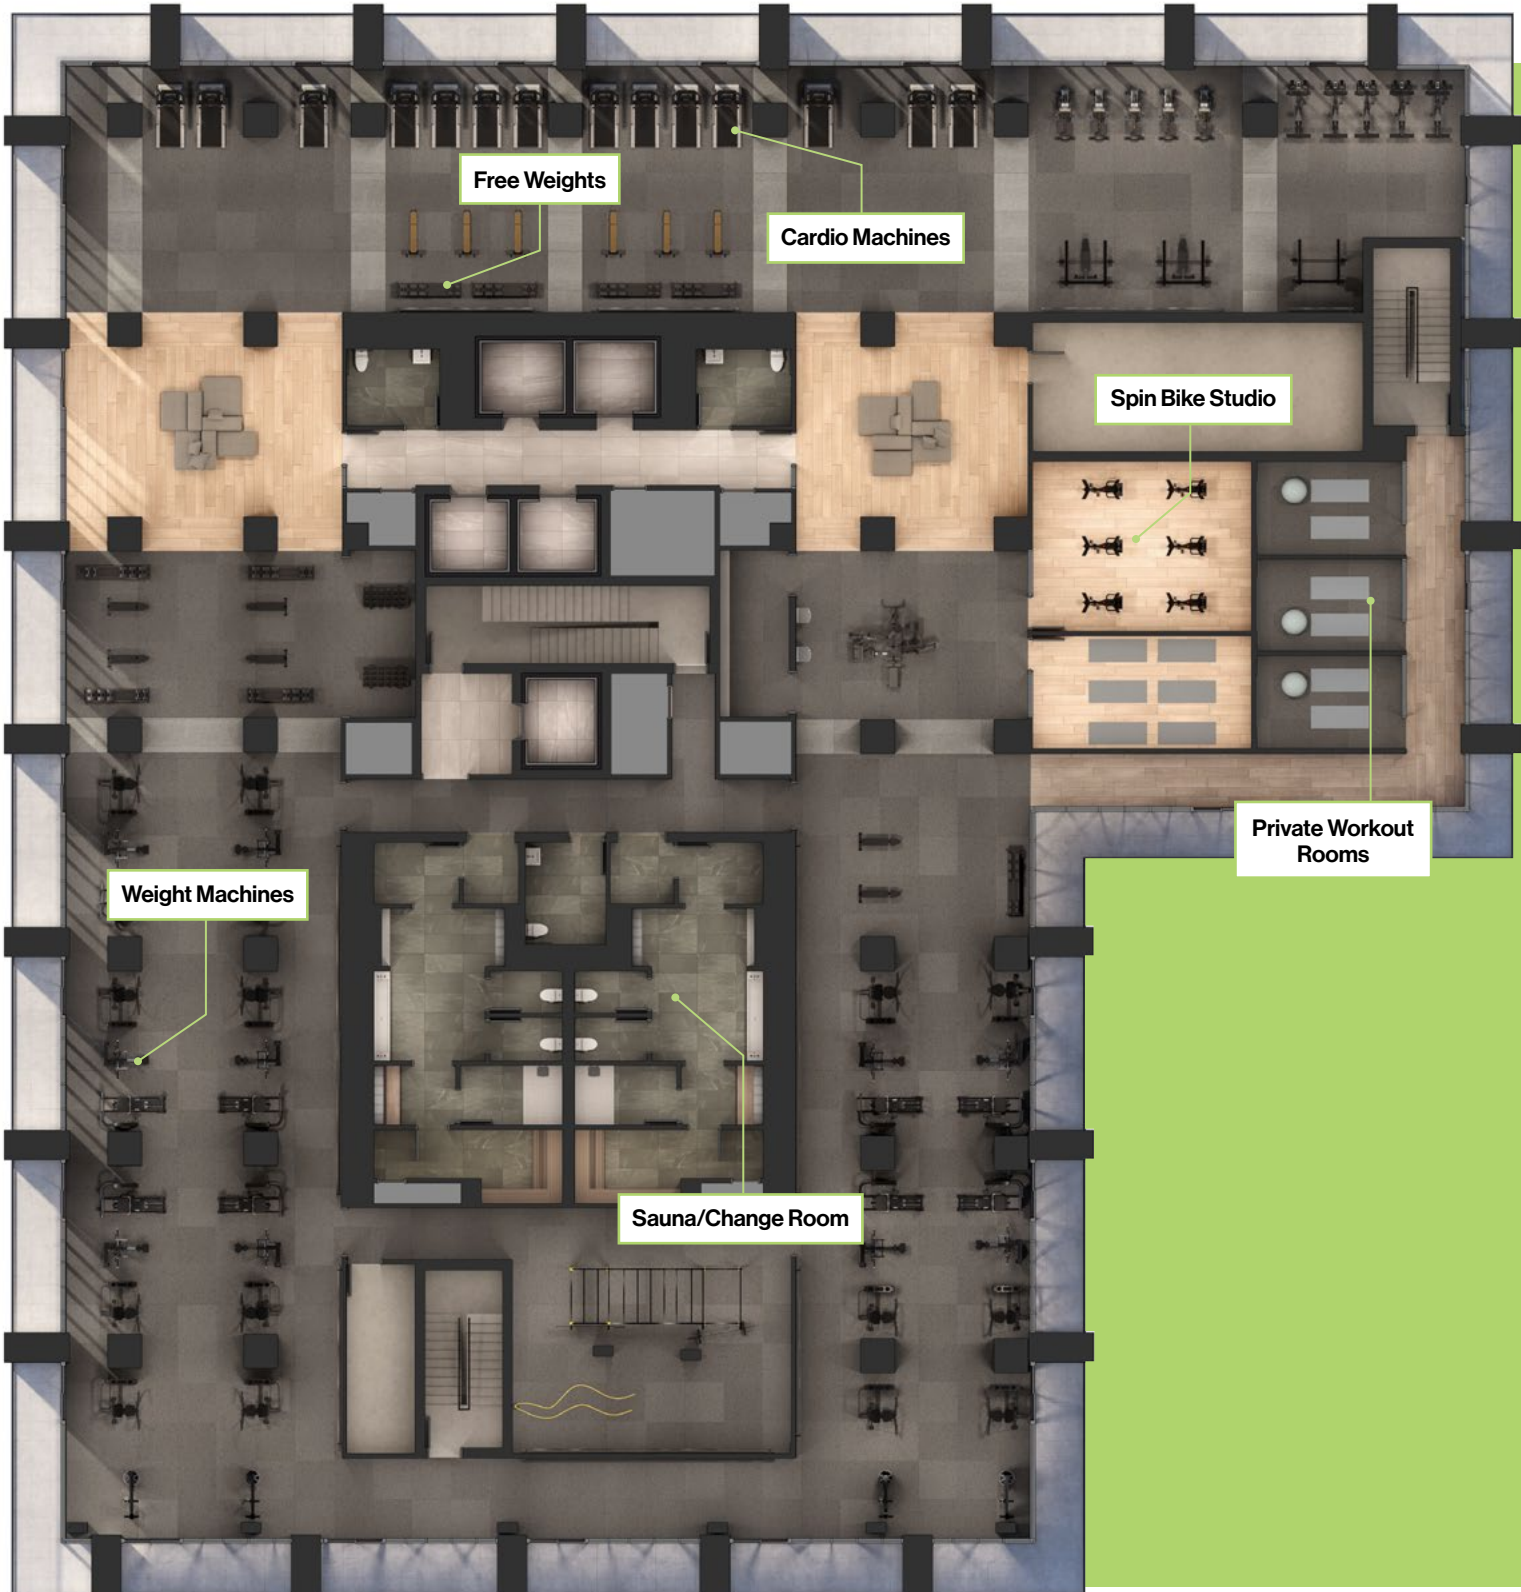 Free Weights
Cardio Machines
Spin Bike Studio
Private Workout
Rooms
Weight Machines
Sauna/Change Room